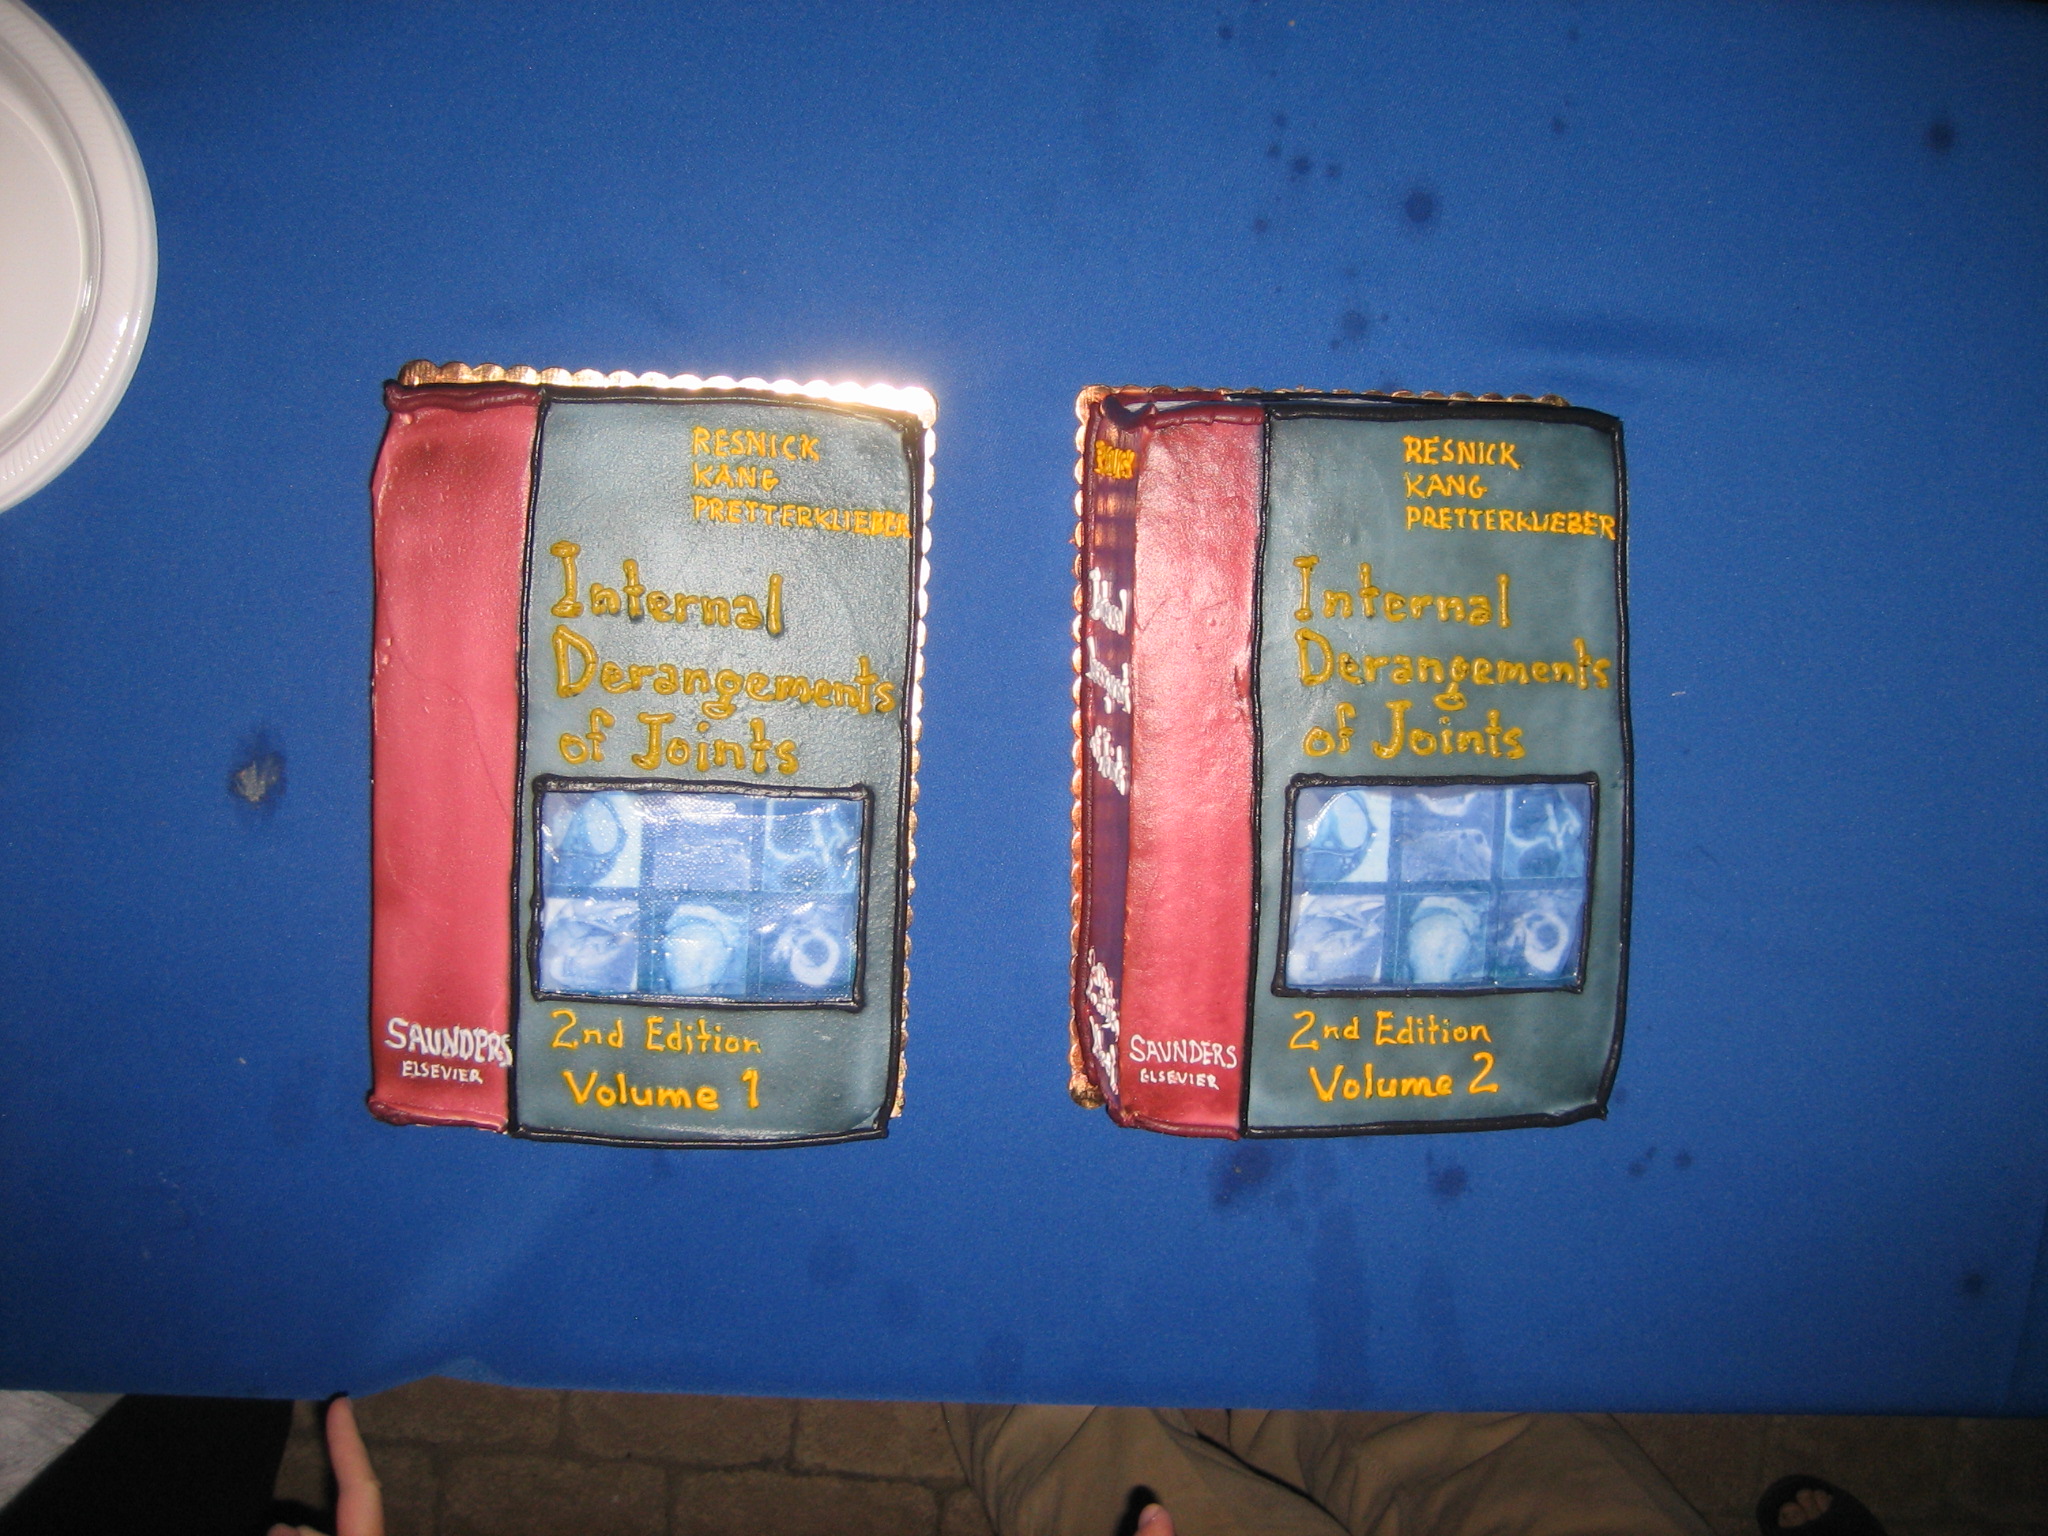 RESNICK
KANG
PRETTERKLIEBER
Internal
Derangements
of Joints
2nd Edition
Volume 1
SAUNDERS
ELSEVIER
RESNICK
KANG
PRETTERKLIEBER
Internal
Derangements
of Joints
2nd Edition
Volume 2
SAUNDERS
ELSEVIER